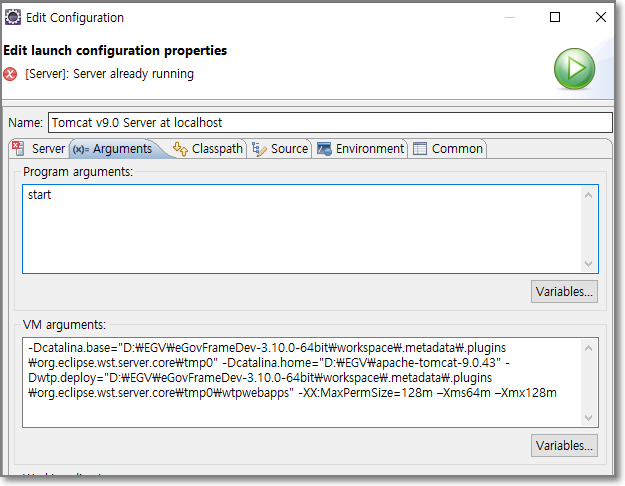 Edit Configuration
Edit launch configuration properties
[Server]: Server already running
Name: Tomcat v9.0 Server at localhost
Server (x)= Arguments Classpath Source Environment Common
Program arguments:
start
Variables...
VM arguments:
-Dcatalina.base="D:₩EGV₩eGovFrameDev-3.10.0-64bit₩workspace₩.metadata₩.plugins
₩org.eclipse.wst.server.core₩tmp0" -Dcatalina.home="D:₩EGV₩apache-tomcat-9.0.43" -
Dwtp.deploy="D:₩EGV₩eGovFrameDev-3.10.0-64bit₩workspace₩.metadata₩.plugins
₩org.eclipse.wst.server.core₩tmp0₩wtpwebapps" -XX:MaxPermSize=128m –Xms64m –Xmx128m
Variables...